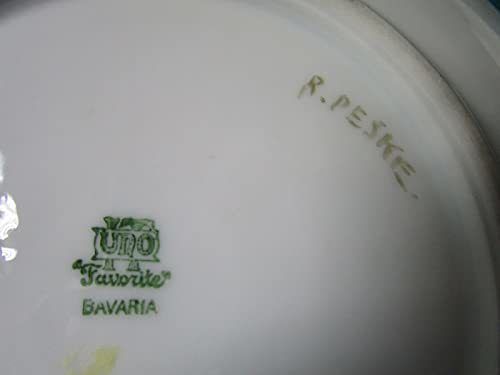 R. PESKE.
UNO
"Favorite"
BAVARIA